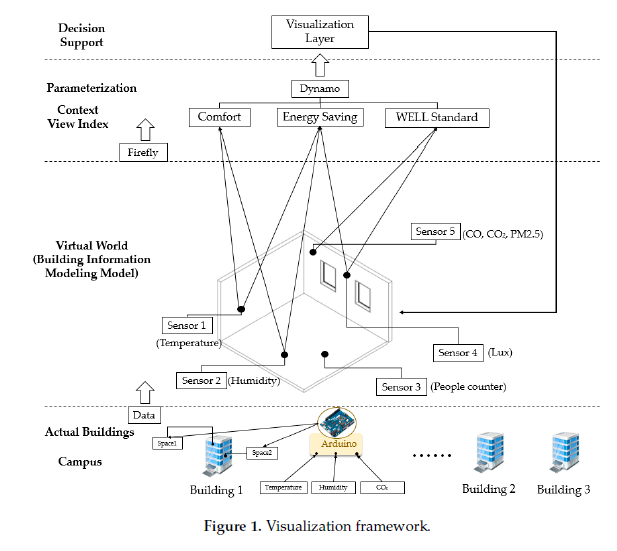 Decision
Support
Visualization
Layer
Parameterization
Dynamo
Context
View Index
Comfort
Energy Saving
WELL Standard
Firefly
Virtual World
(Building Information
Modeling Model)
Sensor 5
(CO, CO₂, PM2.5)
Sensor 1
(Temperature)
Sensor 4
(Lux)
Sensor 2
(Humidity)
Sensor 3
(People counter)
Data
Actual Buildings
Campus
Space1
Space2
Arduino
......
Building 1
Temperature
Humidity
CO₂
Building 2
Building 3
Figure 1. Visualization framework.